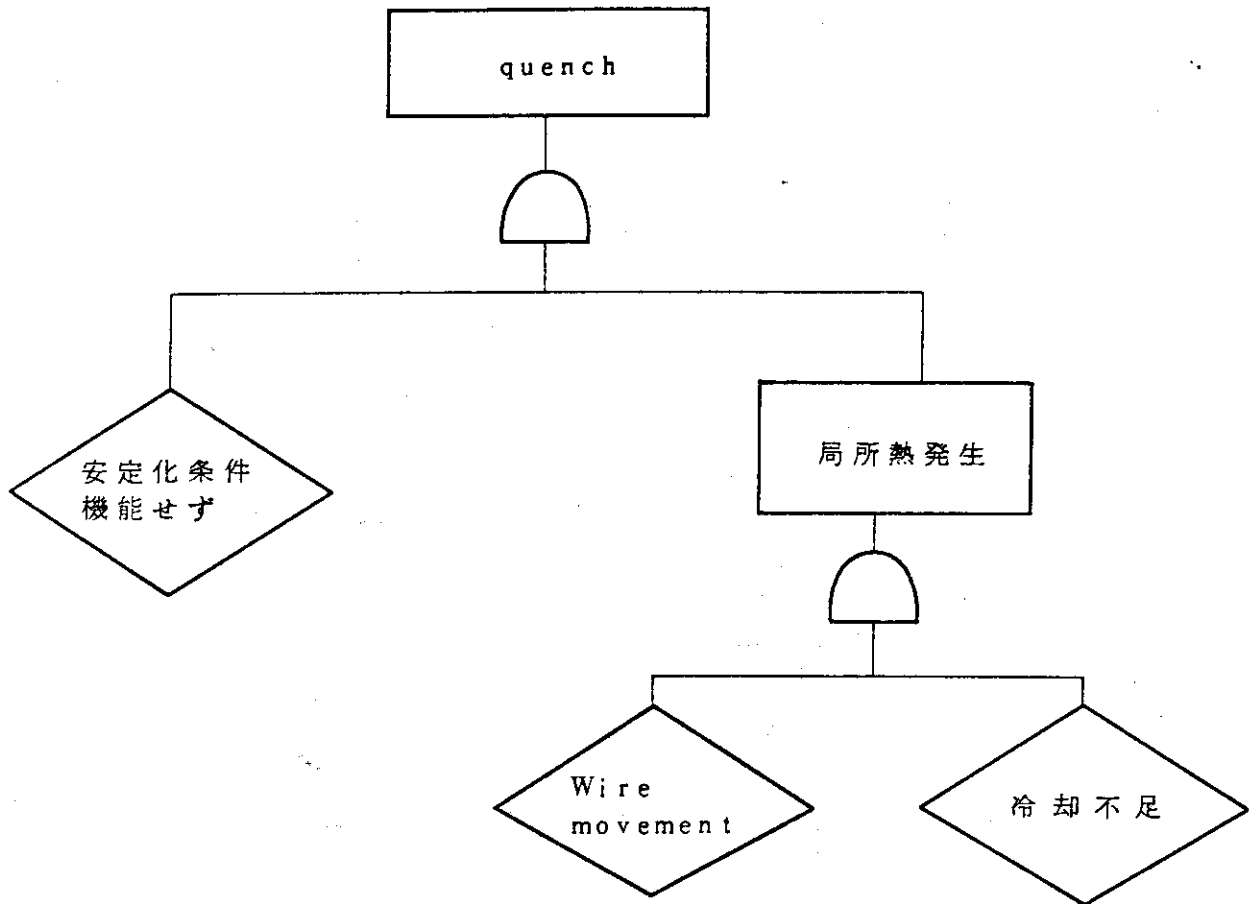 quench
安定化条件
機能せず
局所熱発生
Wire
movement
冷却不足